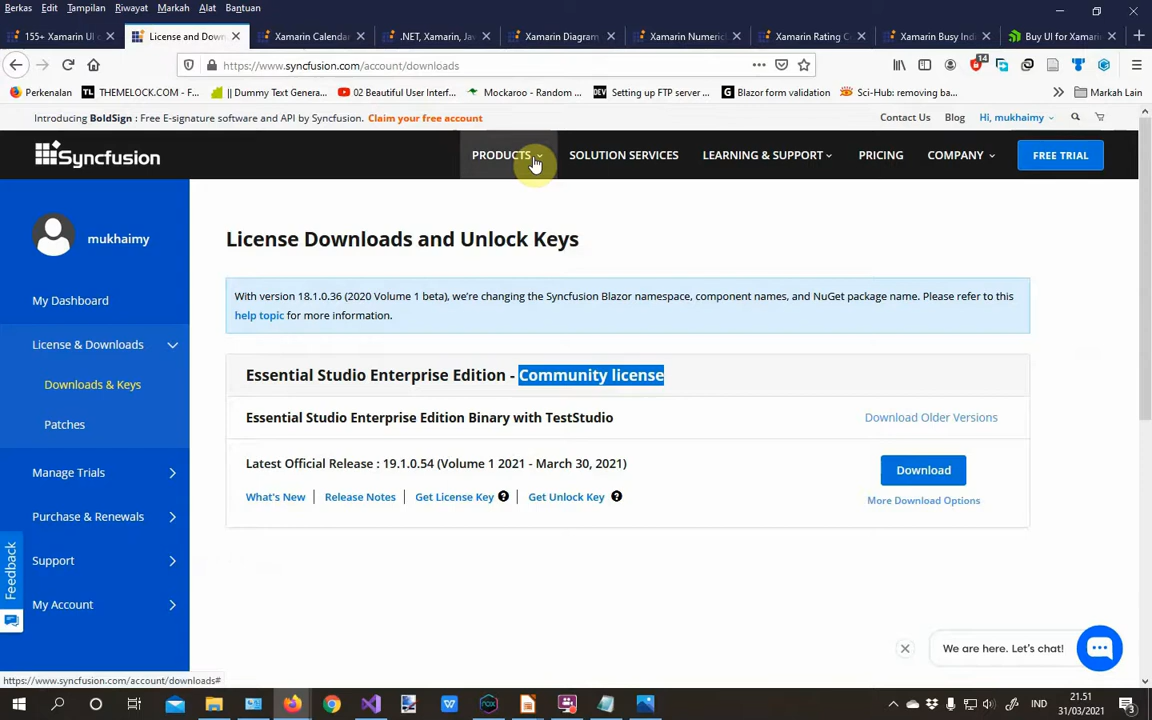 Berkas Edit Tampilan Riwayat Markah Alat Bantuan
155+ Xamarin UI c
License and Down
Xamarin Calendar
.NET, Xamarin, Ja
Xamarin Diagram
Xamarin Numeric
Xamarin Rating C
Xamarin Busy Ind
Buy UI for Xamari
https://www.syncfusion.com/account/downloads
14
Perkenalan
TL THEMELOCK.COM - F...
|| Dummy Text Genera...
02 Beautiful User Interf...
Mockaroo - Random ...
DEV Setting up FTP server ...
Blazor form validation
Sci-Hub: removing ba...
Markah Lain
Introducing BoldSign : Free E-signature software and API by Syncfusion. Claim your free account
Contact Us Blog Hi, mukhaimy
Syncfusion
PRODUCTS SOLUTION SERVICES LEARNING & SUPPORT PRICING COMPANY FREE TRIAL
mukhaimy
My Dashboard
License & Downloads
Downloads & Keys
Patches
Manage Trials
Purchase & Renewals
Support
My Account
Feedback
License Downloads and Unlock Keys
With version 18.1.0.36 (2020 Volume 1 beta), we're changing the Syncfusion Blazor namespace, component names, and NuGet package name. Please refer to this
help topic for more information.
Essential Studio Enterprise Edition - Community license
Essential Studio Enterprise Edition Binary with TestStudio
Download Older Versions
Latest Official Release : 19.1.0.54 (Volume 1 2021 - March 30, 2021)
Download
What's New | Release Notes | Get License Key ? | Get Unlock Key ?
More Download Options
We are here. Let's chat!
https://www.syncfusion.com/account/downloads#
IND
21.51
31/03/2021
3